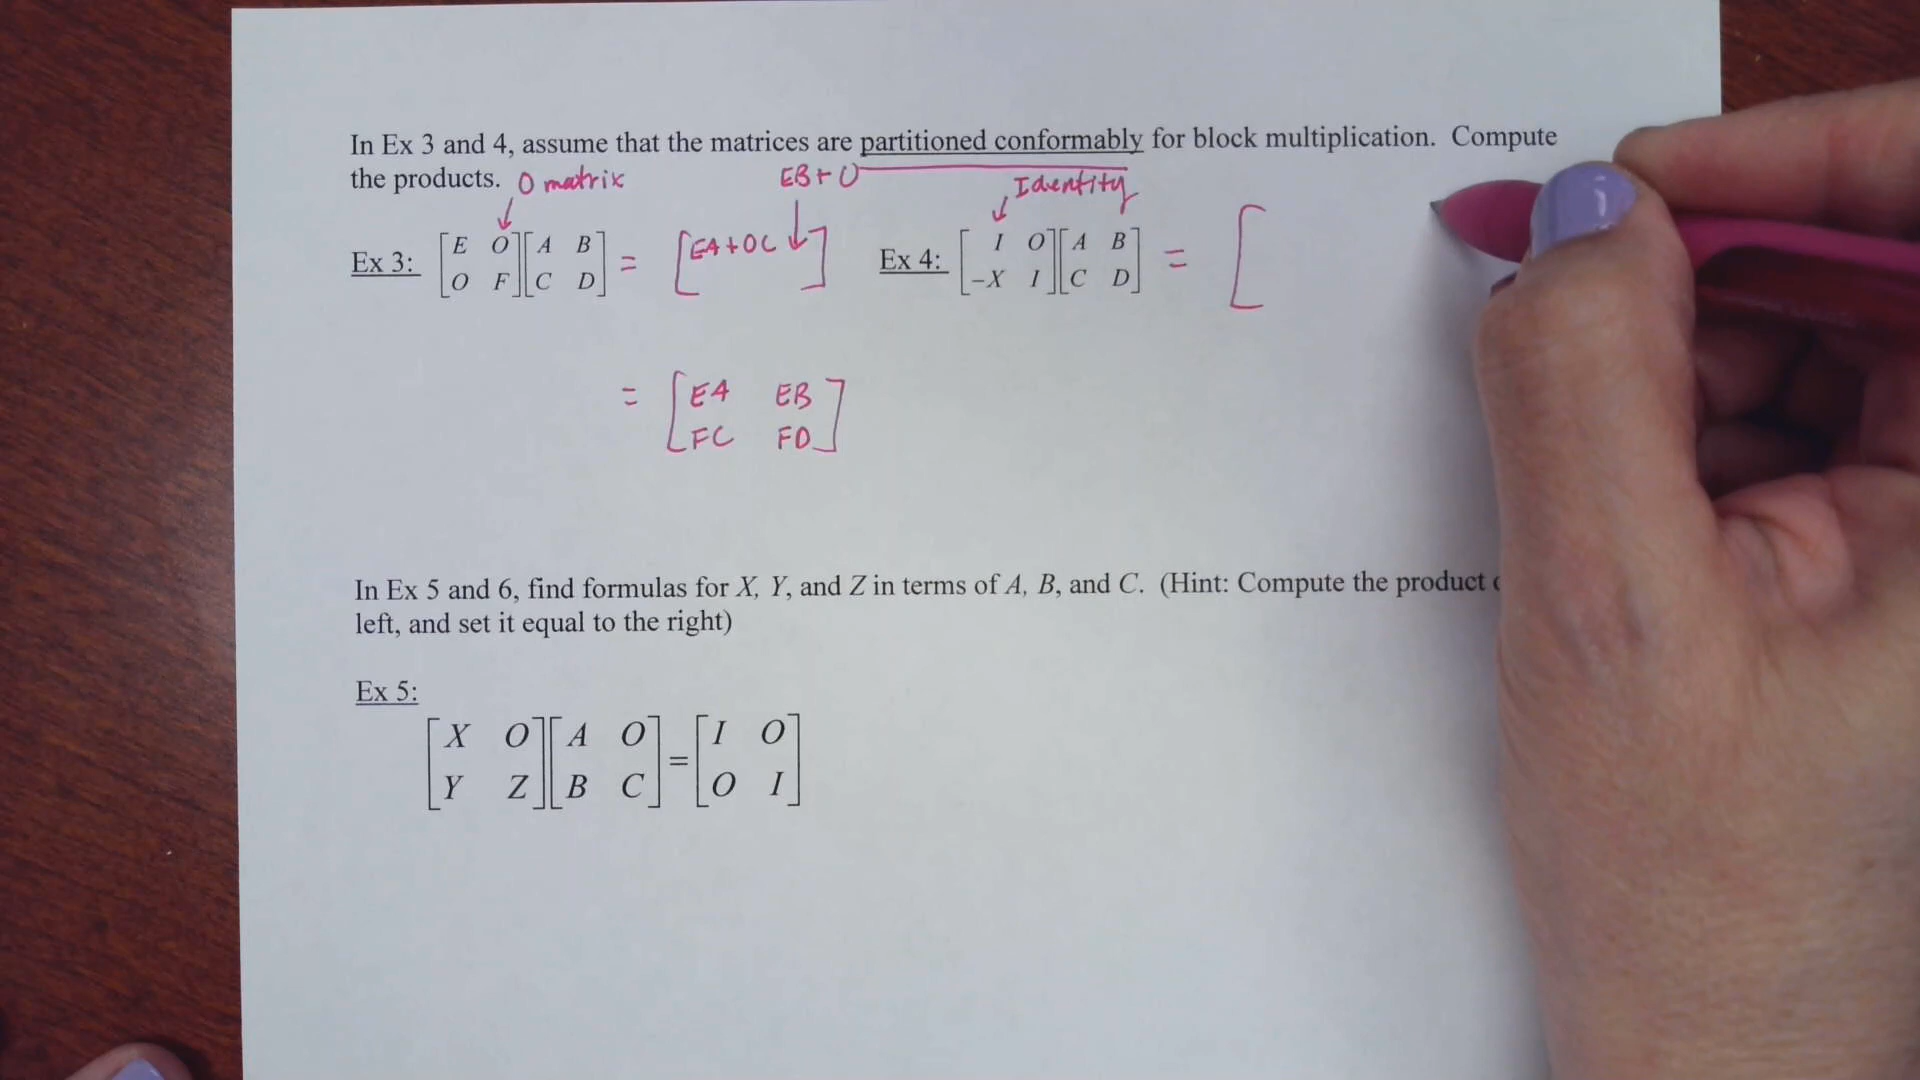 In Ex 3 and 4, assume that the matrices are partitioned conformably for block multiplication. Compute
the products. O matrix EB + O Identity
Ex 3: [E O; O F] [A B; C D] = [EA + OC ] Ex 4: [I O; -X I] [A B; C D] = [
= [EA EB; FC FD]
In Ex 5 and 6, find formulas for X, Y, and Z in terms of A, B, and C. (Hint: Compute the product
left, and set it equal to the right)
Ex 5:
[X O; Y Z] [A O; B C] = [I O; O I]